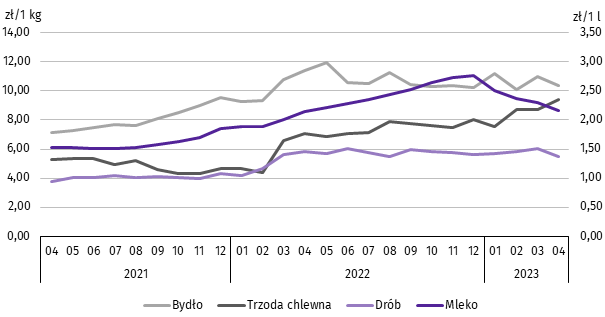 zł/1 kg zł/1 l
14,00 3,50
12,00 3,00
10,00 2,50
8,00 2,00
6,00 1,50
4,00 1,00
2,00 0,50
0,00 0,00
04 05 06 07 08 09 10 11 12 01 02 03 04 05 06 07 08 09 10 11 12 01 02 03 04
2021 2022 2023
Bydło Trzoda chlewna Drób Mleko